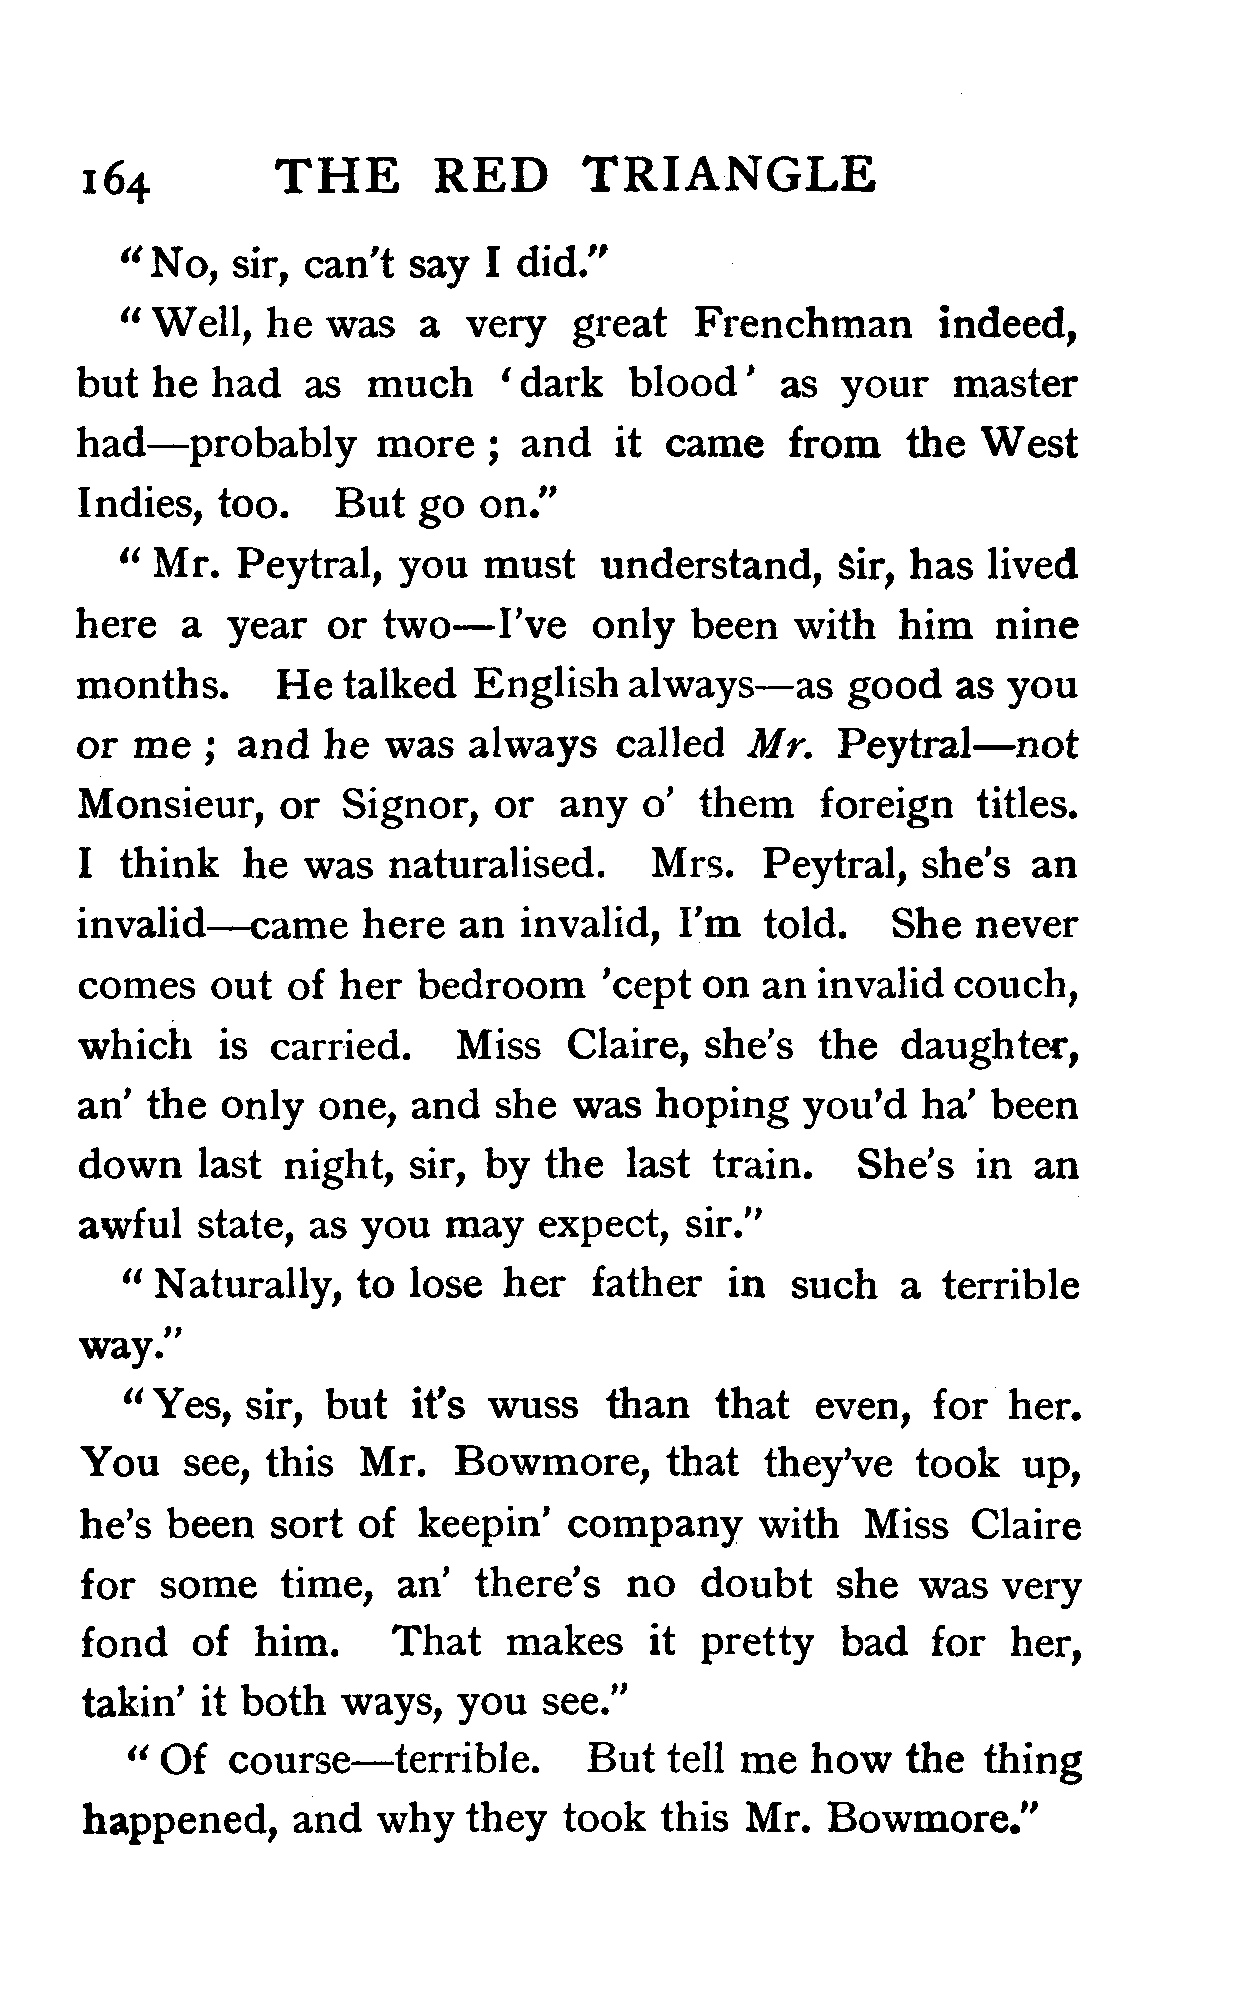 164 THE RED TRIANGLE
"No, sir, can't say I did."
"Well, he was a very great Frenchman indeed,
but he had as much 'dark blood' as your master
had—probably more; and it came from the West
Indies, too. But go on."
"Mr. Peytral, you must understand, sir, has lived
here a year or two—I've only been with him nine
months. He talked English always—as good as you
or me; and he was always called Mr. Peytral—not
Monsieur, or Signor, or any o' them foreign titles.
I think he was naturalised. Mrs. Peytral, she's an
invalid—came here an invalid, I'm told. She never
comes out of her bedroom 'cept on an invalid couch,
which is carried. Miss Claire, she's the daughter,
an' the only one, and she was hoping you'd ha' been
down last night, sir, by the last train. She's in an
awful state, as you may expect, sir."
"Naturally, to lose her father in such a terrible
way."
"Yes, sir, but it's wuss than that even, for her.
You see, this Mr. Bowmore, that they've took up,
he's been sort of keepin' company with Miss Claire
for some time, an' there's no doubt she was very
fond of him. That makes it pretty bad for her,
takin' it both ways, you see."
"Of course—terrible. But tell me how the thing
happened, and why they took this Mr. Bowmore."